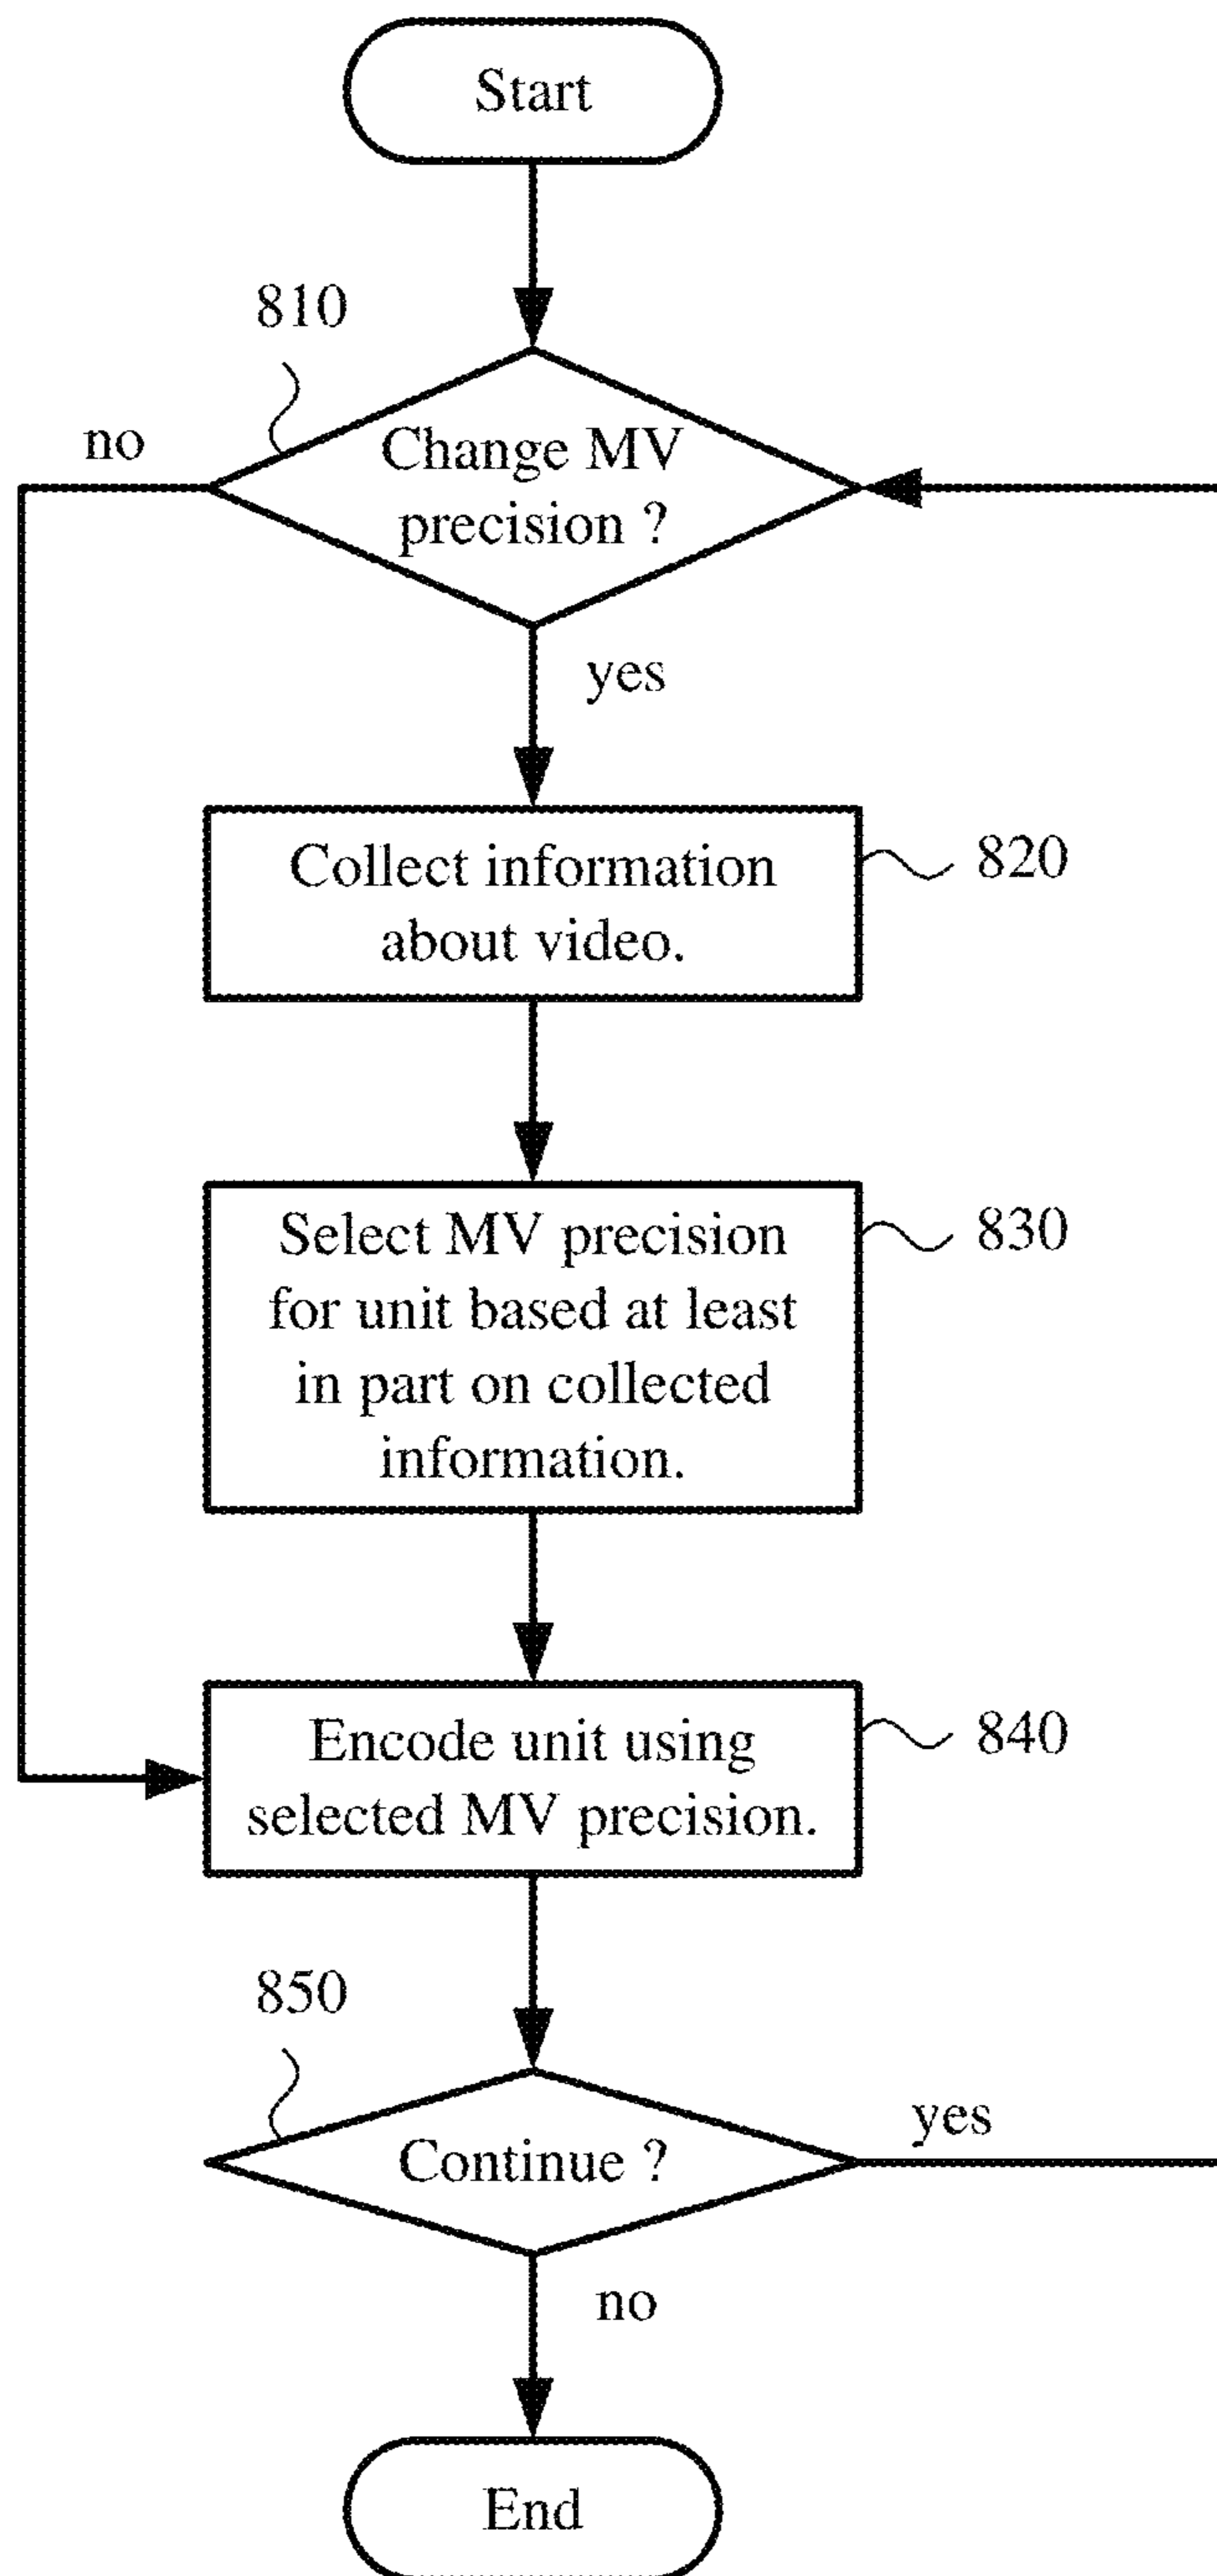 Start
810
no
Change MV
precision ?
yes
Collect information
about video.
820
Select MV precision
for unit based at least
in part on collected
information.
830
Encode unit using
selected MV precision.
840
850
Continue ?
yes
no
End